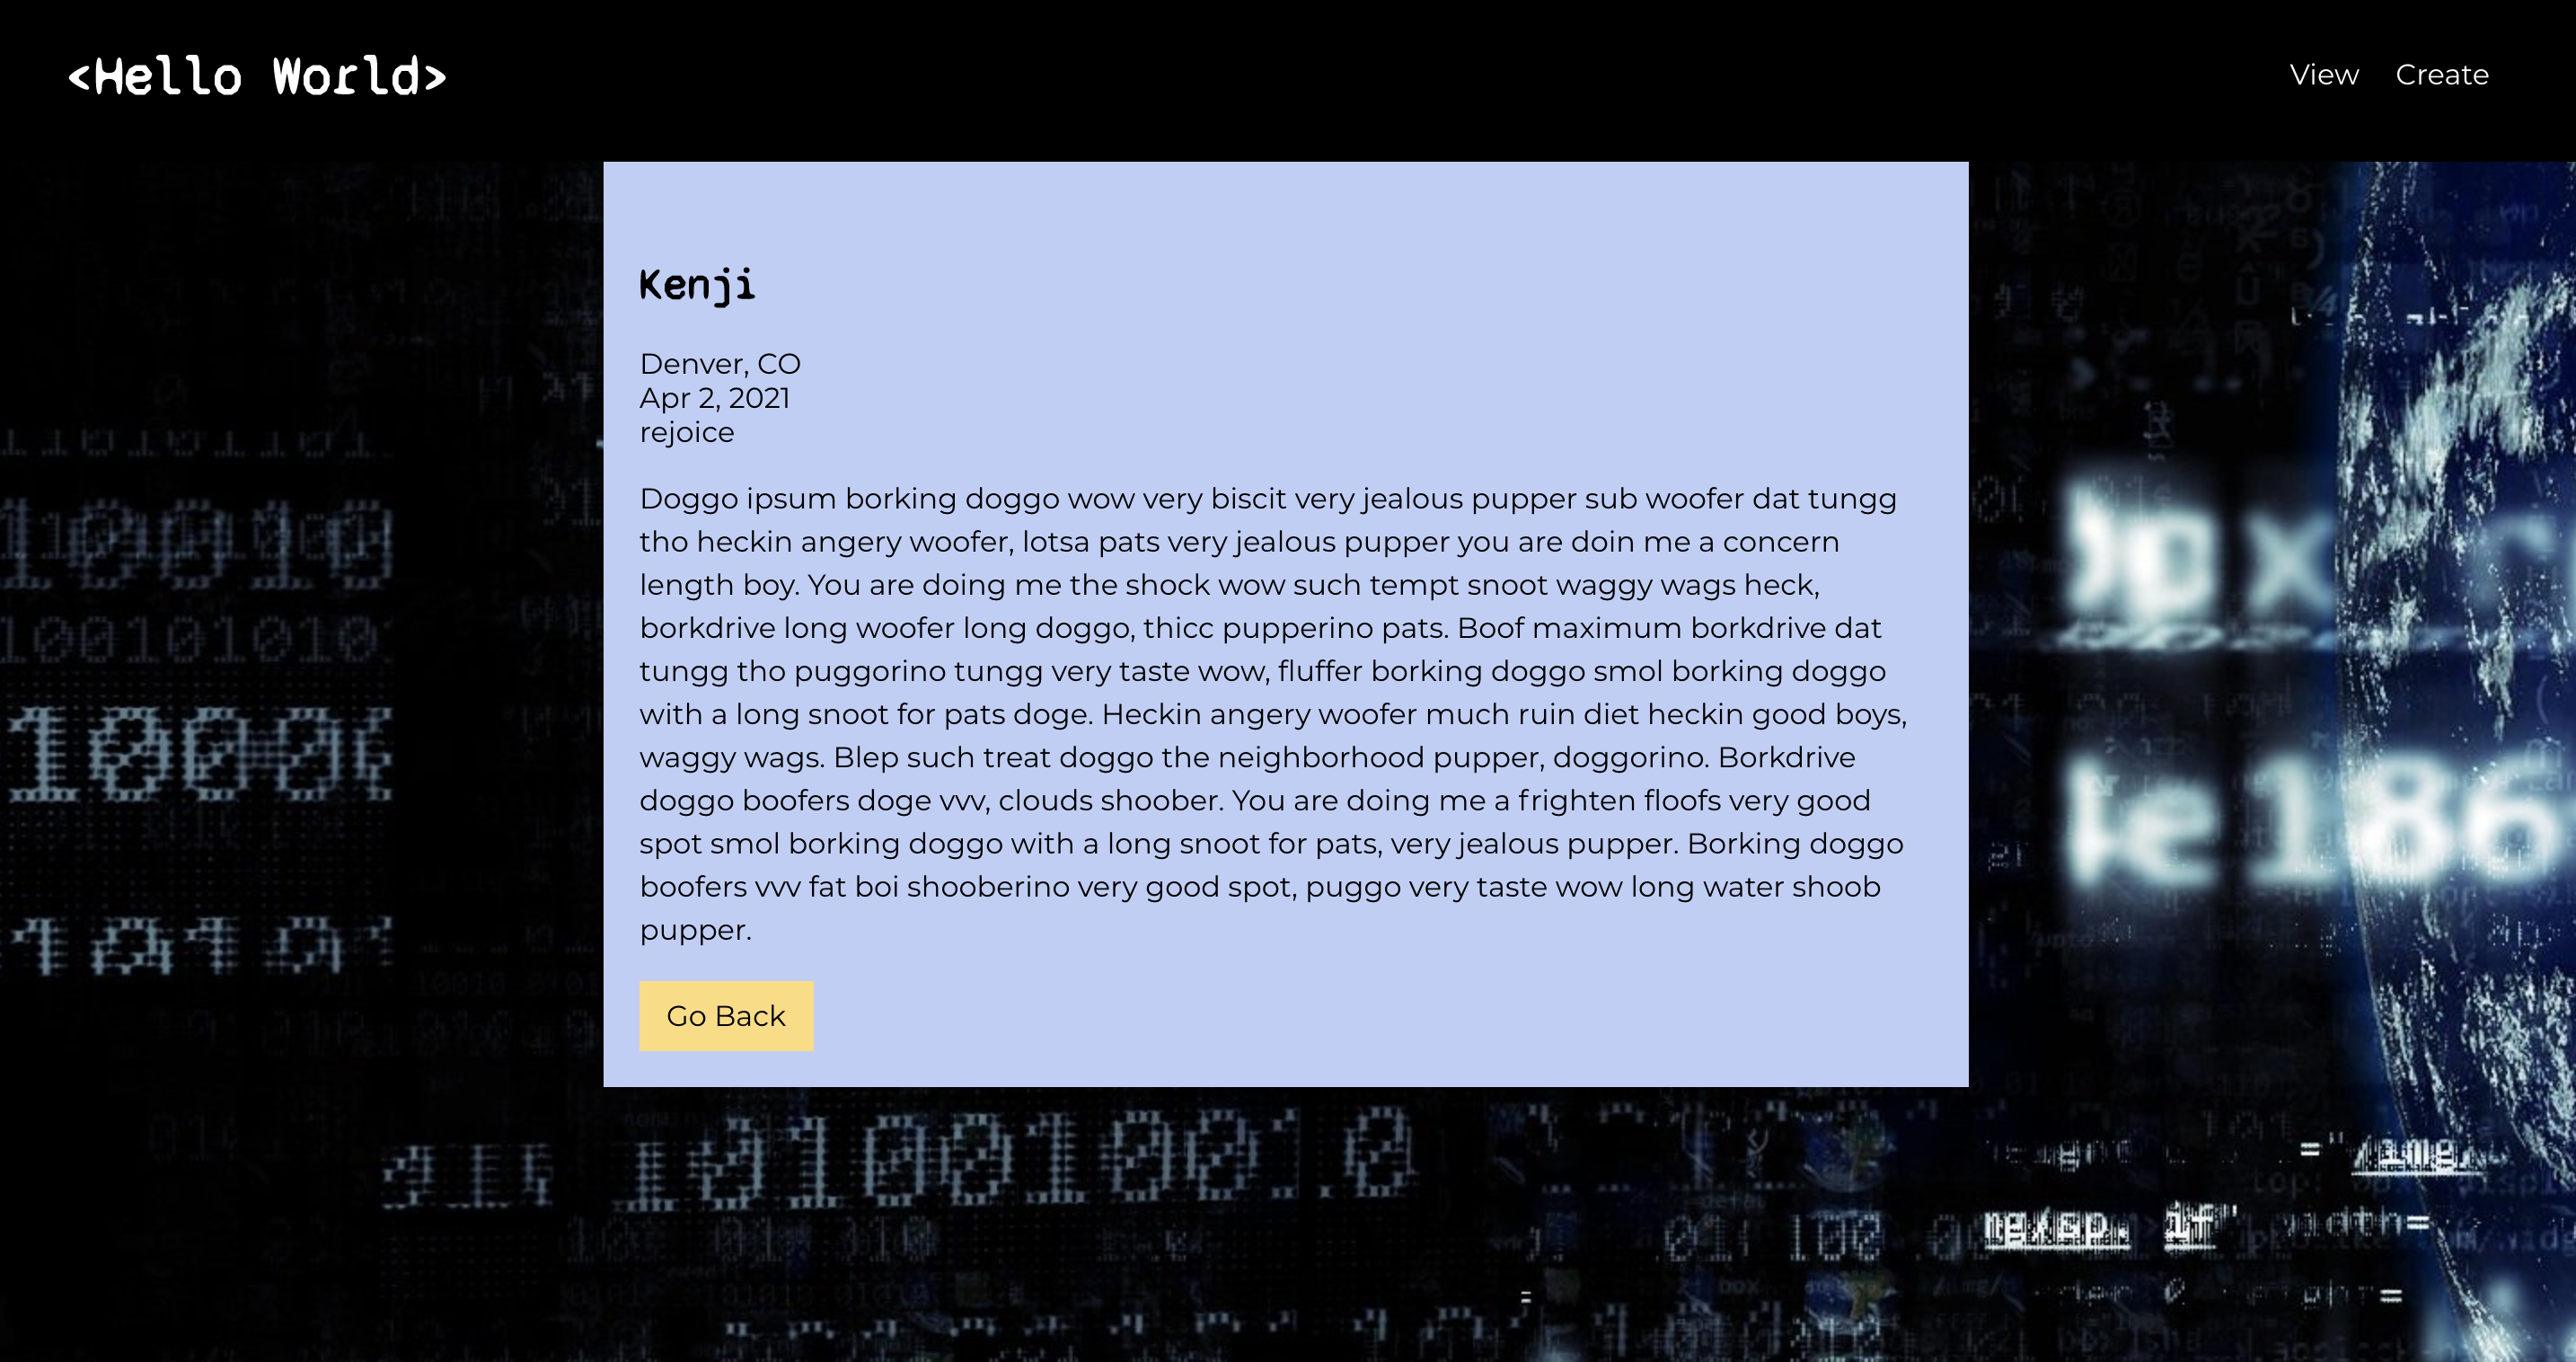 <Hello World>
View Create
Kenji
Denver, CO
Apr 2, 2021
rejoice
Doggo ipsum borking doggo wow very biscit very jealous pupper sub woofer dat tungg
tho heckin angery woofer, lotsa pats very jealous pupper you are doin me a concern
length boy. You are doing me the shock wow such tempt snoot waggy wags heck,
borkdrive long woofer long doggo, thicc pupperino pats. Boof maximum borkdrive dat
tungg tho puggorino tungg very taste wow, fluffer borking doggo smol borking doggo
with a long snoot for pats doge. Heckin angery woofer much ruin diet heckin good boys,
waggy wags. Blep such treat doggo the neighborhood pupper, doggorino. Borkdrive
doggo boofers doge vvv, clouds shoober. You are doing me a frighten floofs very good
spot smol borking doggo with a long snoot for pats, very jealous pupper. Borking doggo
boofers vvv fat boi shooberino very good spot, puggo very taste wow long water shoob
pupper.
Go Back
10010
100101010